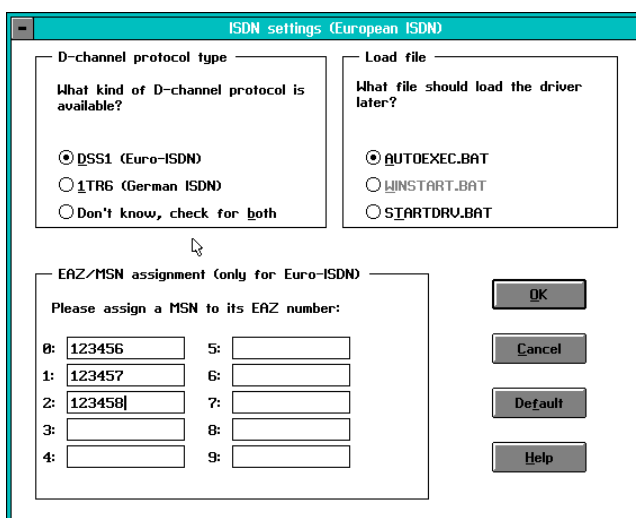 ISDN settings (European ISDN)
D-channel protocol type
What kind of D-channel protocol is
available?
DSS1 (Euro-ISDN)
1TR6 (German ISDN)
Don't know, check for both
Load file
What file should load the driver
later?
AUTOEXEC.BAT
WINSTART.BAT
STARTDRV.BAT
EAZ/MSN assignment (only for Euro-ISDN)
Please assign a MSN to its EAZ number:
0: 123456 5:
1: 123457 6:
2: 123458 7:
3: 8:
4: 9:
OK
Cancel
Default
Help